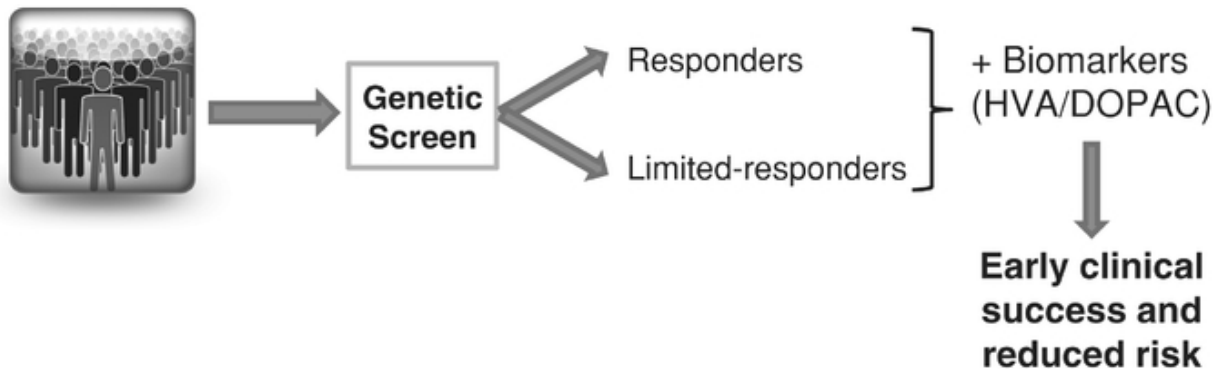 Genetic
Screen
Responders
Limited-responders
+ Biomarkers
(HVA/DOPAC)
Early clinical
success and
reduced risk